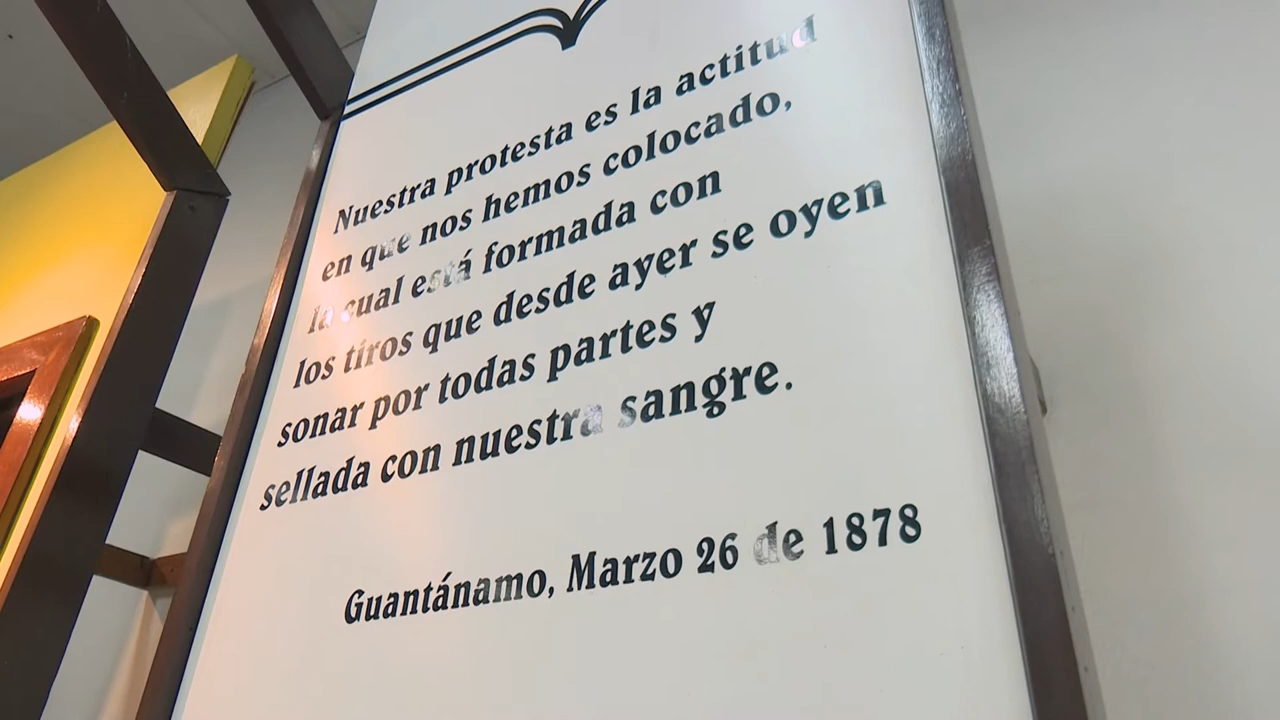 Nuestra protesta es la actitud
en que nos hemos colocado,
la cual está formada con
los tiros que desde ayer se oyen
sonar por todas partes y
sellada con nuestra sangre.
Guantánamo, Marzo 26 de 1878